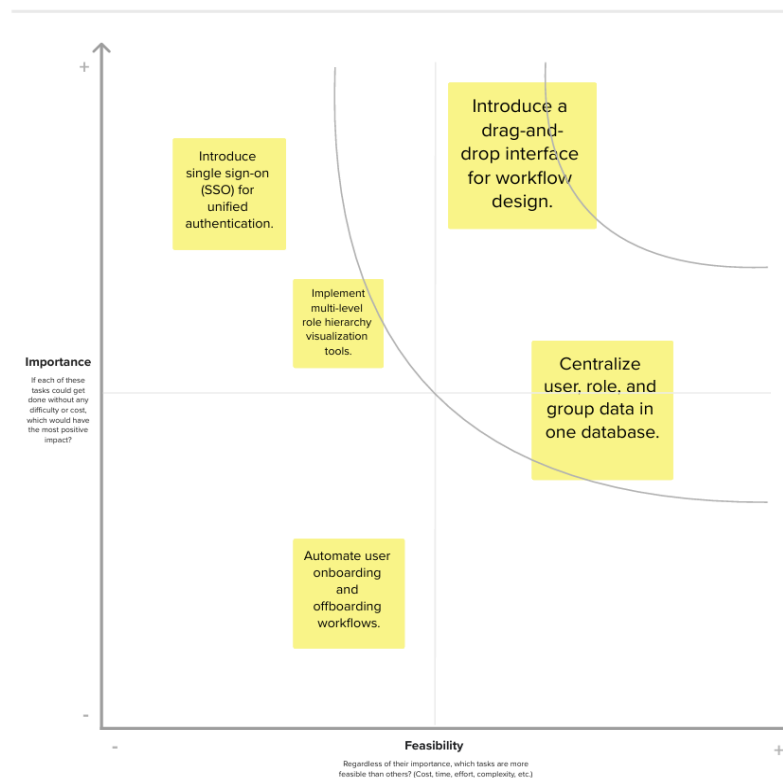 +
Introduce a
drag-and-
drop interface
for workflow
design.
Introduce
single sign-on
(SSO) for
unified
authentication.
Implement
multi-level
role hierarchy
visualization
tools.
Importance
If each of these
tasks could get
done without any
difficulty or cost,
which would have
the most positive
impact?
Centralize
user, role, and
group data in
one database.
Automate user
onboarding
and
offboarding
workflows.
-
-
Feasibility
+
Regardless of their importance, which tasks are more
feasible than others? (Cost, time, effort, complexity, etc.)